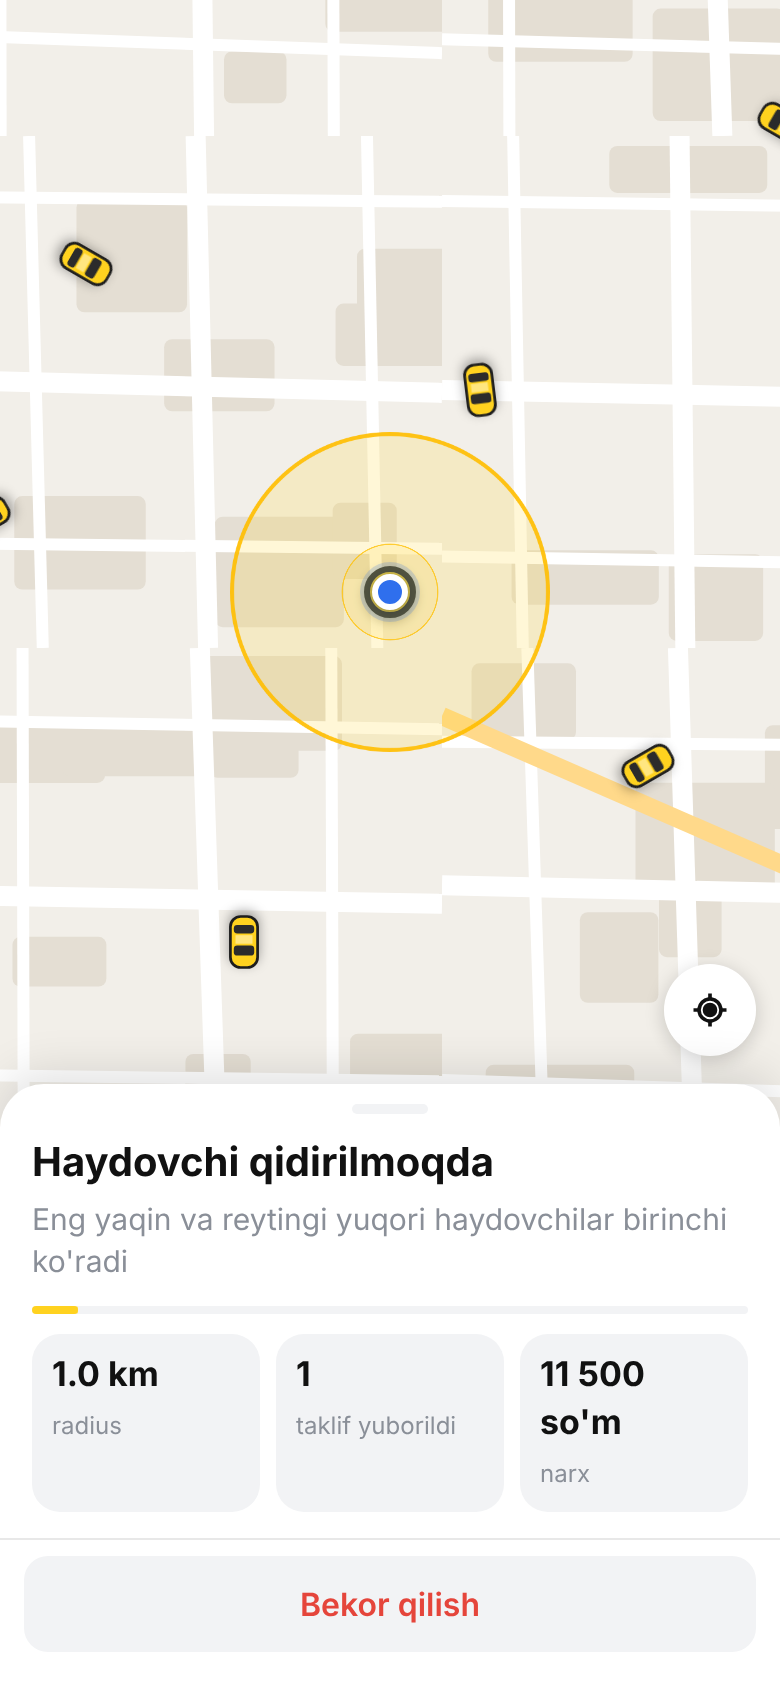 Haydovchi qidirilmoqda
Eng yaqin va reytingi yuqori haydovchilar birinchi
ko'radi
1.0 km
radius
1
taklif yuborildi
11 500
so'm
narx
Bekor qilish